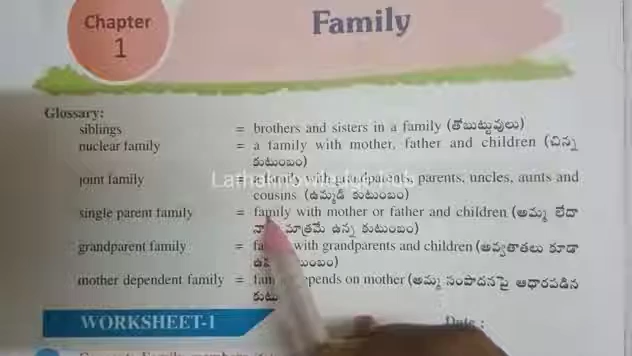 Chapter
1
Family
Glossary:
siblings = brothers and sisters in a family (తోబుట్టువులు)
nuclear family = a family with mother, father and children (చిన్న
కుటుంబం)
joint family = a family with grandparents, parents, uncles, aunts and
cousins (ఉమ్మడి కుటుంబం)
single parent family = family with mother or father and children (అమ్మ లేదా
మాత్రమే ఉన్న కుటుంబం)
grandparent family = with grandparents and children (అవ్వతాతలు కూడా
mother dependent family = depends on mother (అమ్మ సంపాదనపై ఆధారపడిన
WORKSHEET-1
Date :